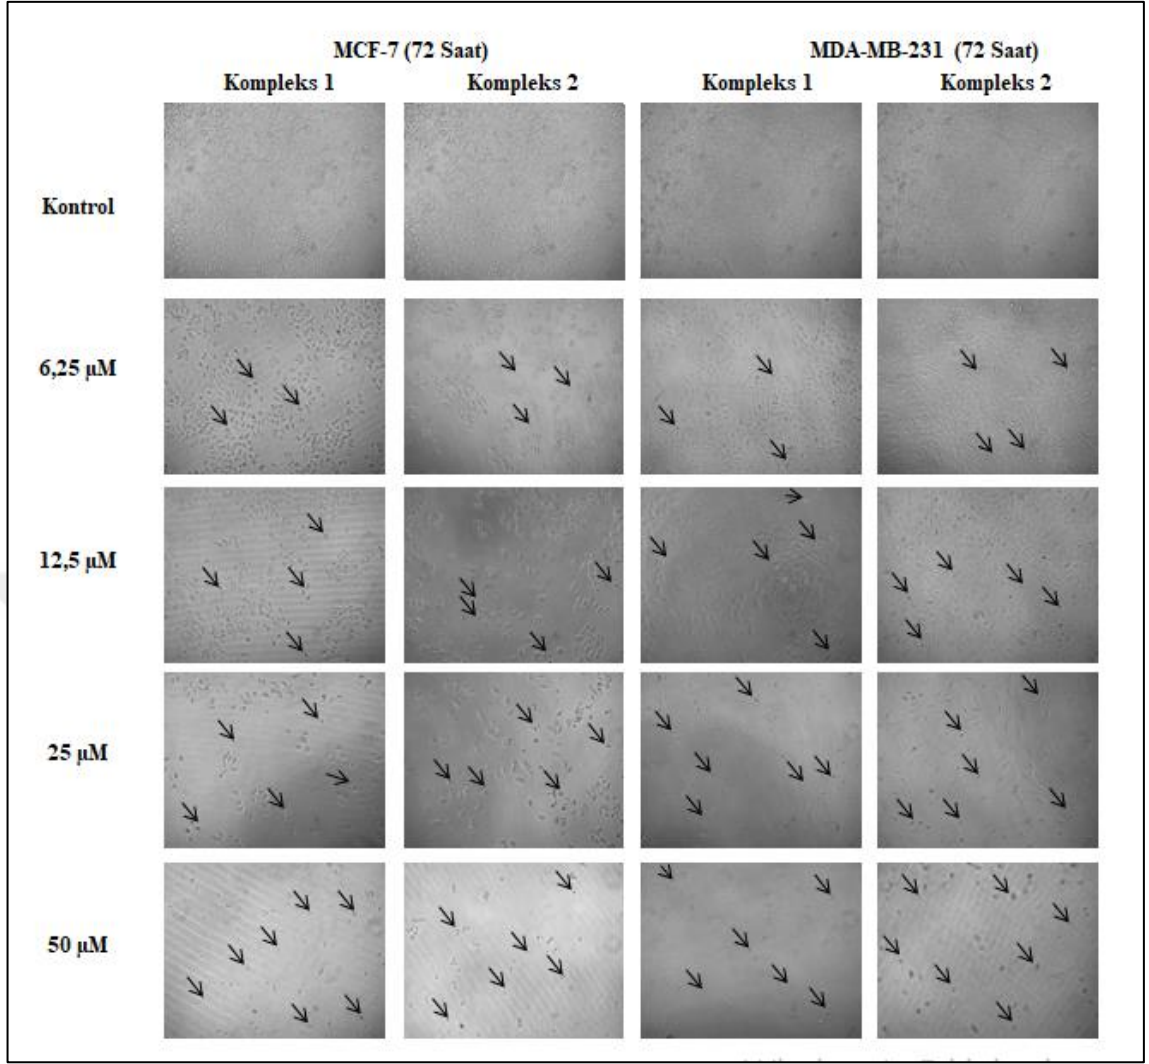 MCF-7 (72 Saat) MDA-MB-231 (72 Saat)
Kompleks 1 Kompleks 2 Kompleks 1 Kompleks 2
Kontrol
6,25 µM
12,5 µM
25 µM
50 µM